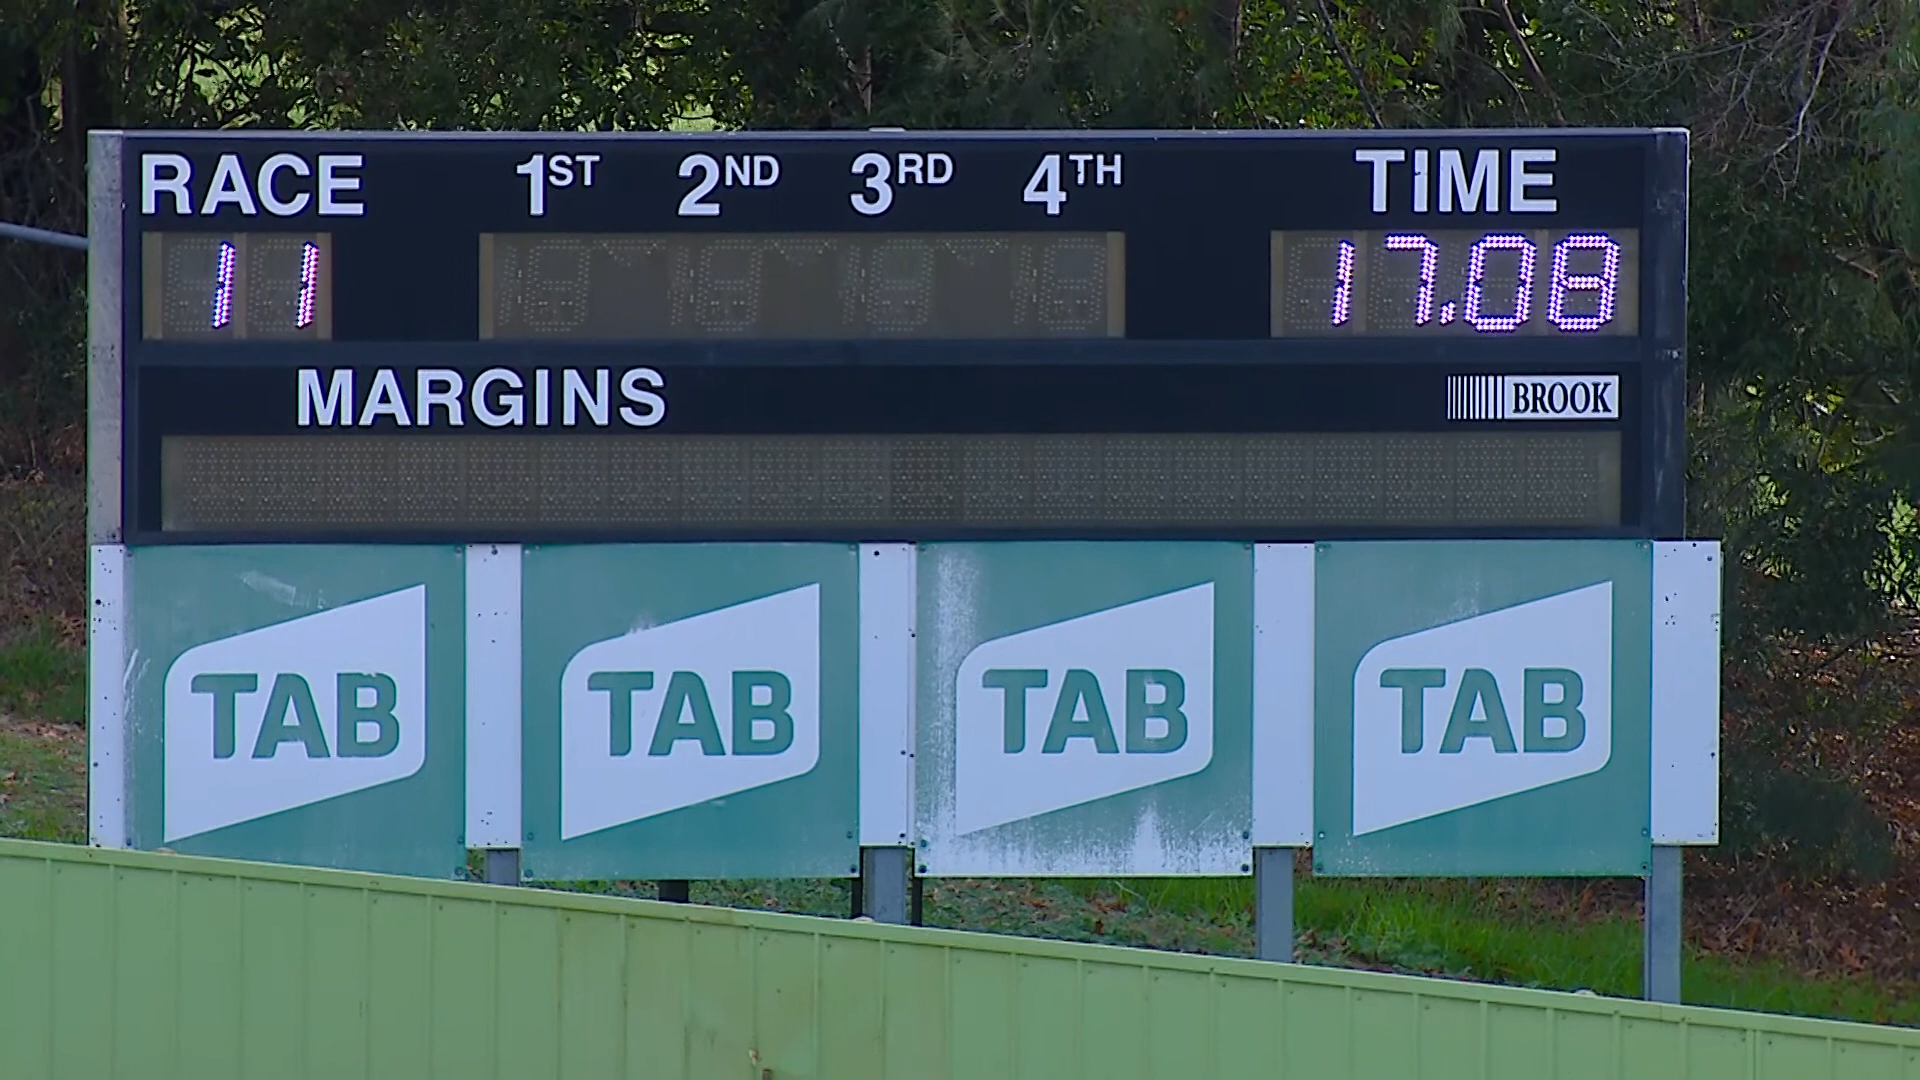 RACE 1ST 2ND 3RD 4TH TIME
11 17.08
MARGINS BROOK
TAB TAB TAB TAB